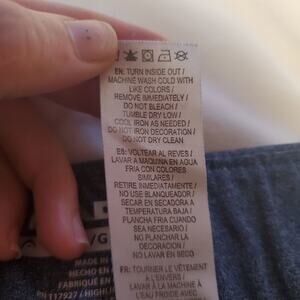 EN: TURN INSIDE OUT /
MACHINE WASH COLD WITH
LIKE COLORS /
REMOVE IMMEDIATELY /
DO NOT BLEACH /
TUMBLE DRY LOW /
COOL IRON AS NEEDED /
DO NOT IRON DECORATION /
DO NOT DRY CLEAN
ES: VOLTEAR AL REVES /
LAVAR A MAQUINA EN AGUA
FRIA CON COLORES
SIMILARES /
RETIRE INMEDIATAMENTE /
NO USE BLANQUEADOR /
SECAR EN SECADORA A
TEMPERATURA BAJA /
PLANCHA FRIA CUANDO
SEA NECESARIO /
NO PLANCHAR LA
DECORACION /
NO LAVAR EN SECO
FR: TOURNER LE VÊTEMENT
À L'ENVERS /
LAVER À LA MACHINE À
L'EAU FROIDE AVEC
MADE IN
HECHO EN
FABRIQUÉ EN
117927 / HIGHLI